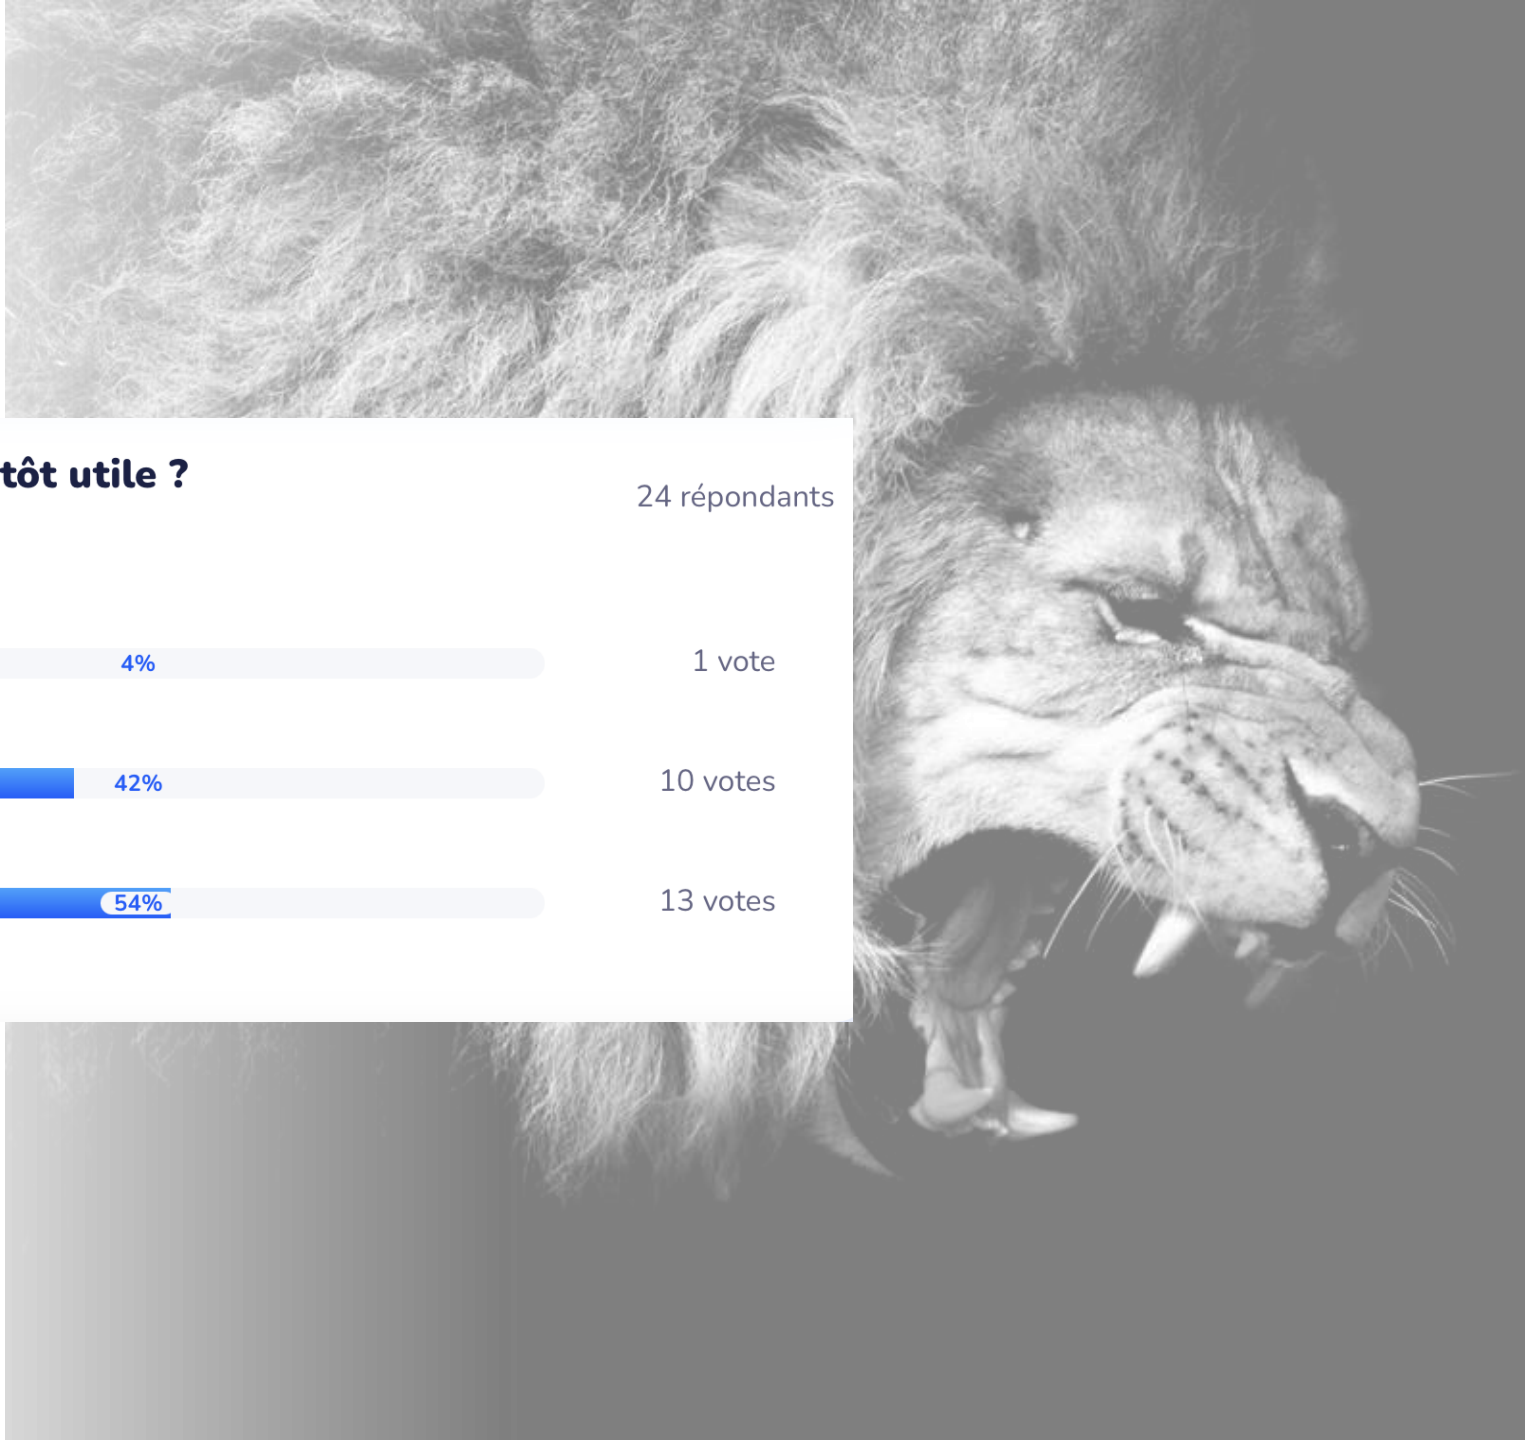 tôt utile ?
24 répondants
4% 1 vote
42% 10 votes
54% 13 votes